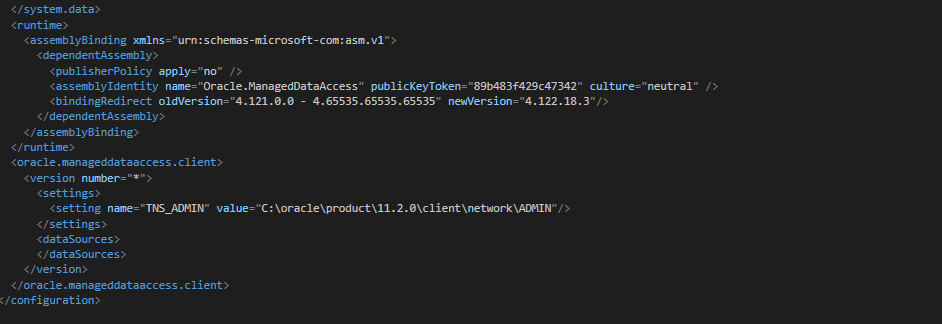 </system.data>
<runtime>
<assemblyBinding xmlns="urn:schemas-microsoft-com:asm.v1">
<dependentAssembly>
<publisherPolicy apply="no" />
<assemblyIdentity name="Oracle.ManagedDataAccess" publicKeyToken="89b483f429c47342" culture="neutral" />
<bindingRedirect oldVersion="4.121.0.0 - 4.65535.65535.65535" newVersion="4.122.18.3"/>
</dependentAssembly>
</assemblyBinding>
</runtime>
<oracle.manageddataaccess.client>
<version number="*">
<settings>
<setting name="TNS_ADMIN" value="C:\oracle\product\11.2.0\client\network\ADMIN"/>
</settings>
<dataSources>
</dataSources>
</version>
</oracle.manageddataaccess.client>
</configuration>